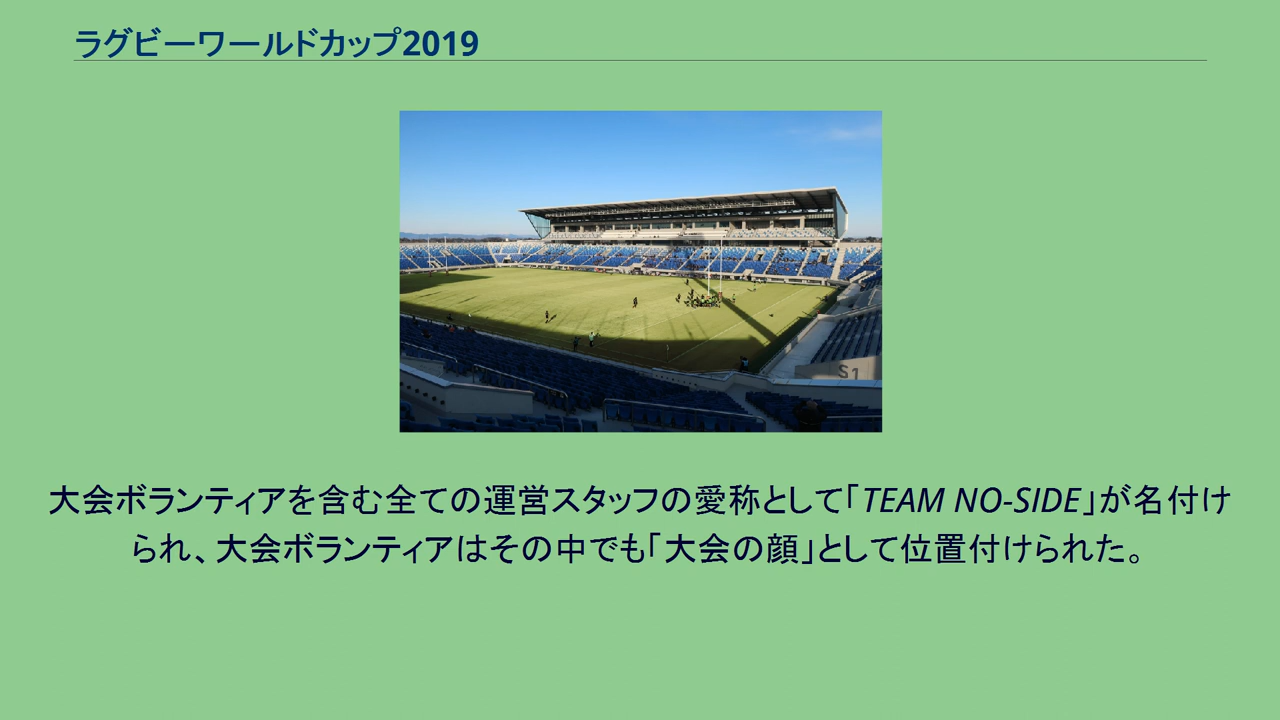 ラグビーワールドカップ2019
S1
大会ボランティアを含む全ての運営スタッフの愛称として「TEAM NO-SIDE」が名付け
られ、大会ボランティアはその中でも「大会の顔」として位置付けられた。